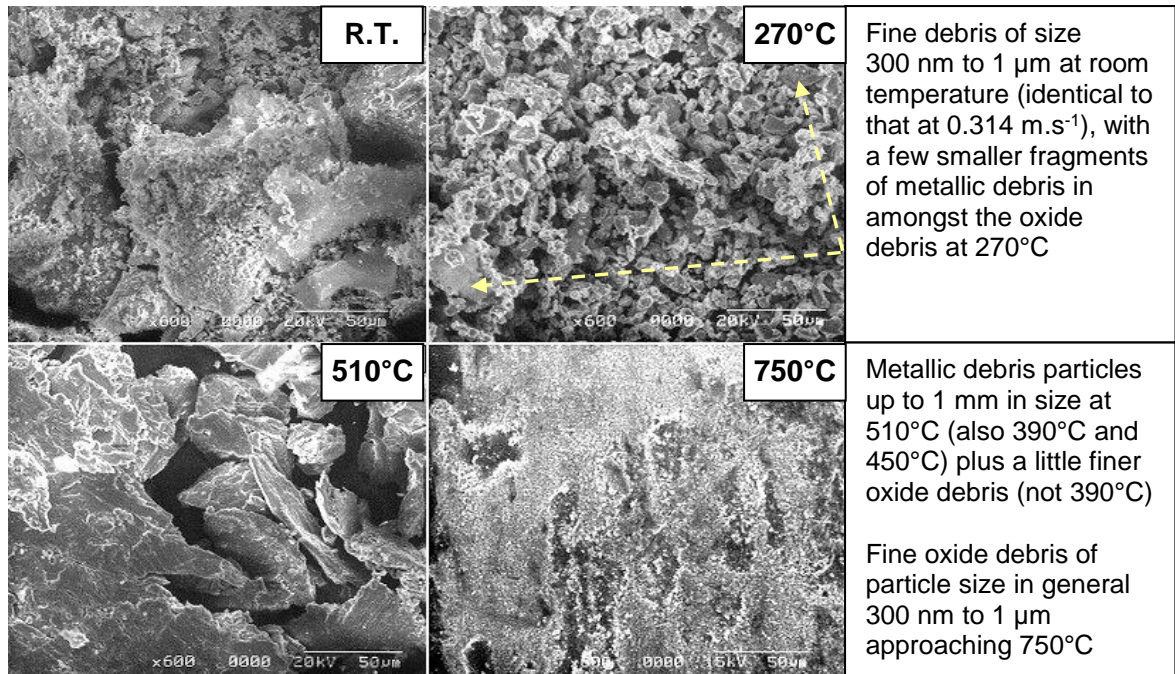 R.T.
x600 0000 20kV 50µm
270°C
x600 0000 20kV 50µm
Fine debris of size
300 nm to 1 µm at room
temperature (identical to
that at 0.314 m.s⁻¹), with
a few smaller fragments
of metallic debris in
amongst the oxide
debris at 270°C
510°C
x600 0000 20kV 50µm
750°C
x600 0000 15kV 50µm
Metallic debris particles
up to 1 mm in size at
510°C (also 390°C and
450°C) plus a little finer
oxide debris (not 390°C)
Fine oxide debris of
particle size in general
300 nm to 1 µm
approaching 750°C